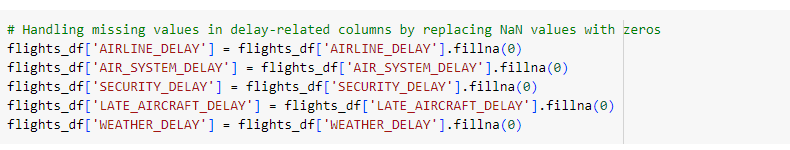 # Handling missing values in delay-related columns by replacing NaN values with zeros
flights_df['AIRLINE_DELAY'] = flights_df['AIRLINE_DELAY'].fillna(0)
flights_df['AIR_SYSTEM_DELAY'] = flights_df['AIR_SYSTEM_DELAY'].fillna(0)
flights_df['SECURITY_DELAY'] = flights_df['SECURITY_DELAY'].fillna(0)
flights_df['LATE_AIRCRAFT_DELAY'] = flights_df['LATE_AIRCRAFT_DELAY'].fillna(0)
flights_df['WEATHER_DELAY'] = flights_df['WEATHER_DELAY'].fillna(0)